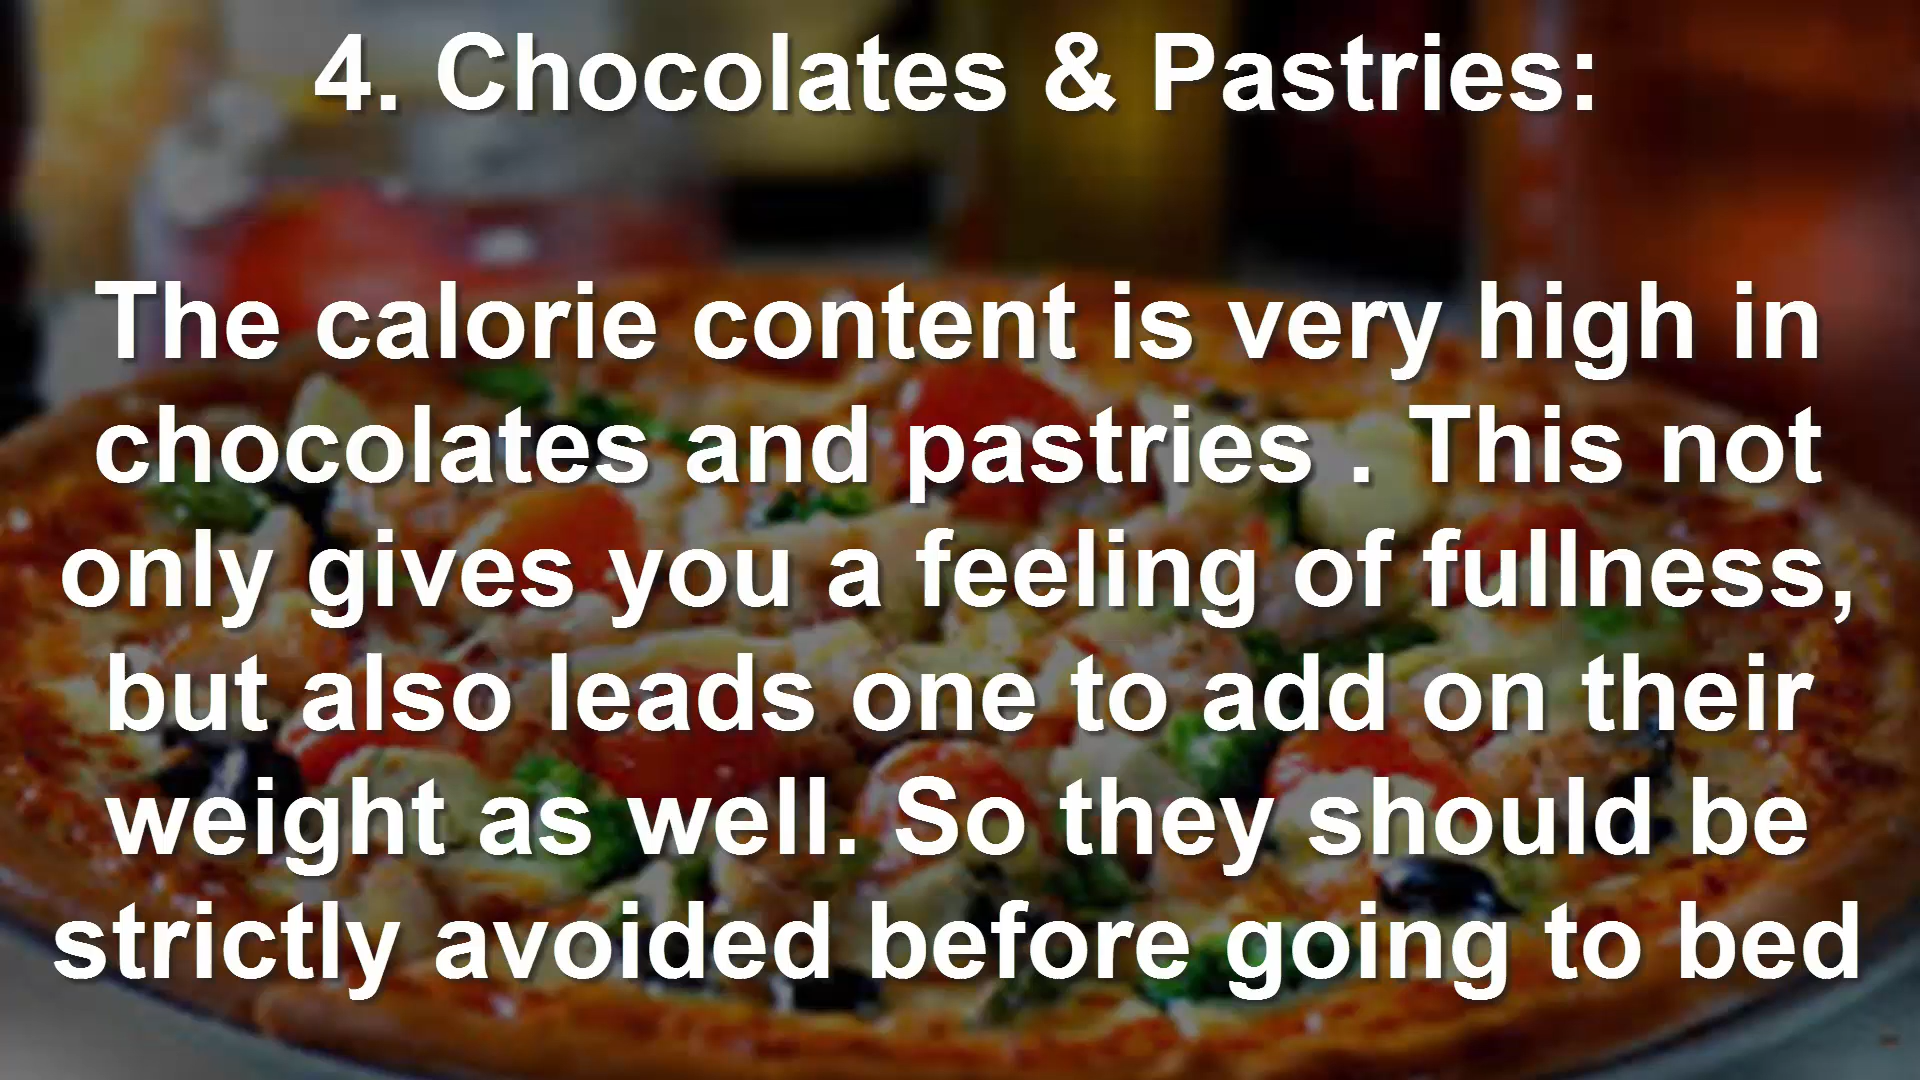 4. Chocolates & Pastries:
The calorie content is very high in
chocolates and pastries . This not
only gives you a feeling of fullness,
but also leads one to add on their
weight as well. So they should be
strictly avoided before going to bed